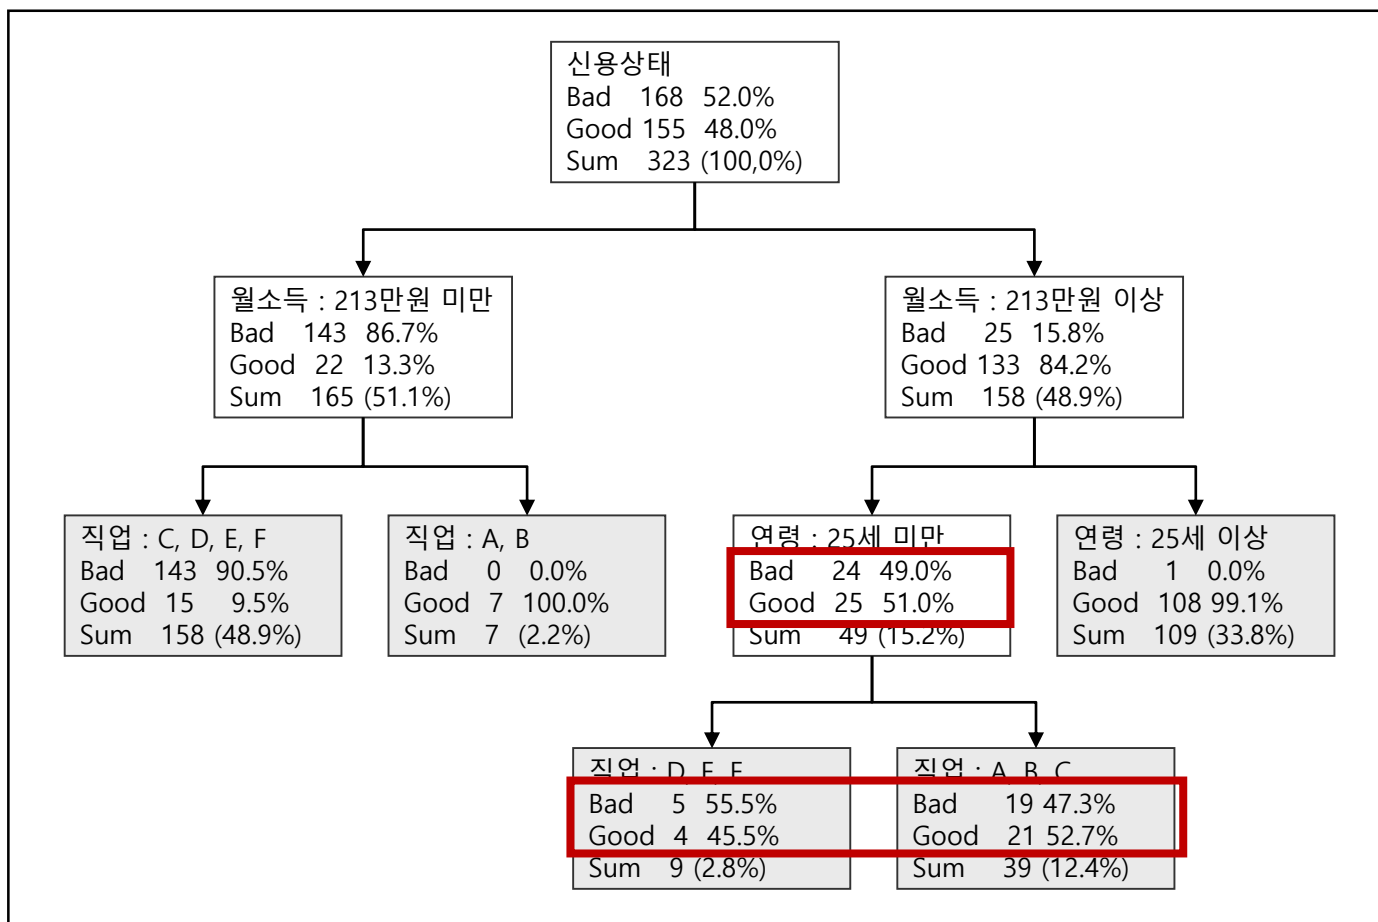 신용상태
Bad 168 52.0%
Good 155 48.0%
Sum 323 (100,0%)
월소득 : 213만원 미만
Bad 143 86.7%
Good 22 13.3%
Sum 165 (51.1%)
월소득 : 213만원 이상
Bad 25 15.8%
Good 133 84.2%
Sum 158 (48.9%)
직업 : C, D, E, F
Bad 143 90.5%
Good 15 9.5%
Sum 158 (48.9%)
직업 : A, B
Bad 0 0.0%
Good 7 100.0%
Sum 7 (2.2%)
연령 : 25세 미만
Bad 24 49.0%
Good 25 51.0%
Sum 49 (15.2%)
연령 : 25세 이상
Bad 1 0.0%
Good 108 99.1%
Sum 109 (33.8%)
직업 : D, E, F
Bad 5 55.5%
Good 4 45.5%
Sum 9 (2.8%)
직업 : A, B, C
Bad 19 47.3%
Good 21 52.7%
Sum 39 (12.4%)